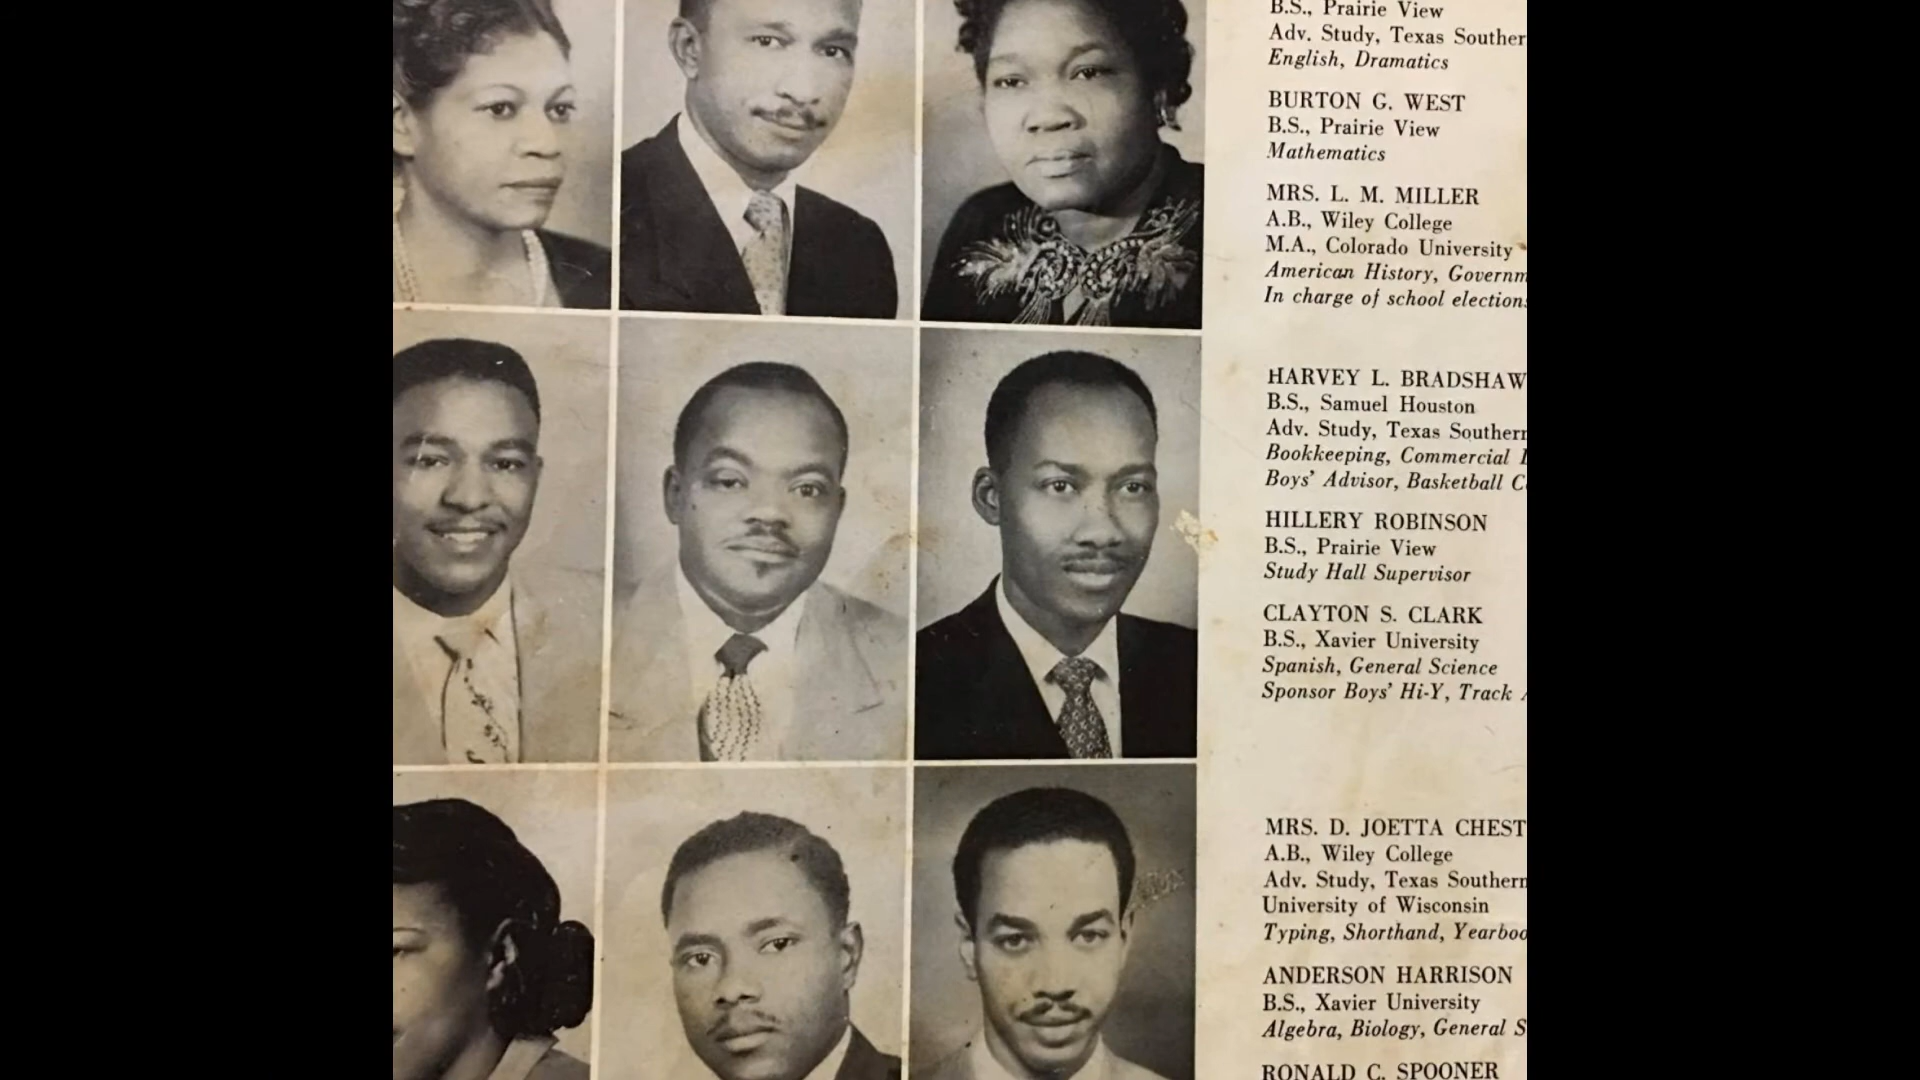 B.S., Prairie View
Adv. Study, Texas Souther
English, Dramatics
BURTON G. WEST
B.S., Prairie View
Mathematics
MRS. L. M. MILLER
A.B., Wiley College
M.A., Colorado University
American History, Governm
In charge of school elections
HARVEY L. BRADSHAW
B.S., Samuel Houston
Adv. Study, Texas Southern
Bookkeeping, Commercial
Boys' Advisor, Basketball C
HILLERY ROBINSON
B.S., Prairie View
Study Hall Supervisor
CLAYTON S. CLARK
B.S., Xavier University
Spanish, General Science
Sponsor Boys' Hi-Y, Track
MRS. D. JOETTA CHEST
A.B., Wiley College
Adv. Study, Texas Southern
University of Wisconsin
Typing, Shorthand, Yearboo
ANDERSON HARRISON
B.S., Xavier University
Algebra, Biology, General S
RONALD C. SPOONER